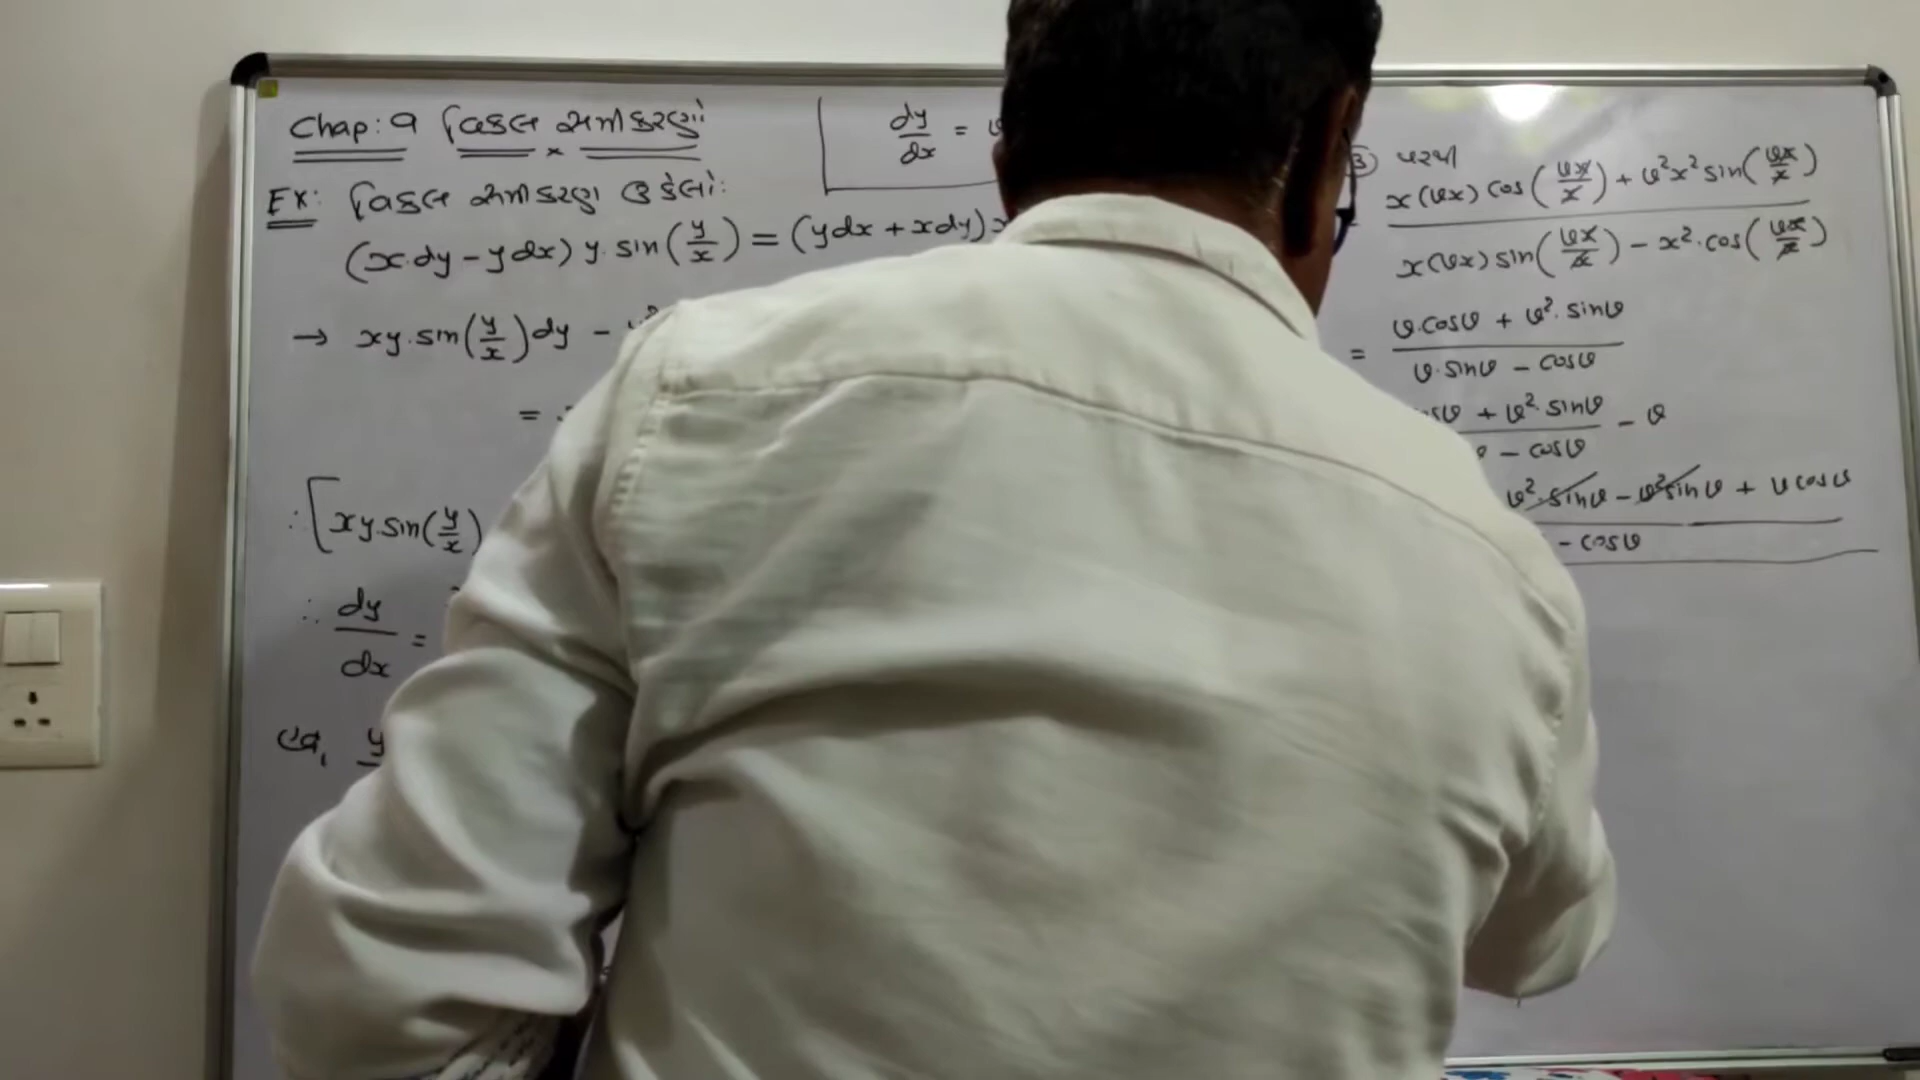 Chap: 9 વિકલ સમીકરણો
dy/dx = v
Ex: વિકલ સમીકરણ ઉકેલો:
(x.dy - y dx) y. sin(y/x) = (y dx + x dy) x
→ xy. sin(y/x) dy -
=
∴ [xy. sin(y/x)
∴ dy/dx =
હવે, y
③ પરથી
x(vx) cos(vx/x) + v²x² sin(vx/x) / x(vx) sin(vx/x) - x². cos(vx/x)
= v.cosv + v². sinv / v. sinv - cosv
+ v². sinv / - cosv - v
v². sinv - v² sinv + v cosv / - cosv